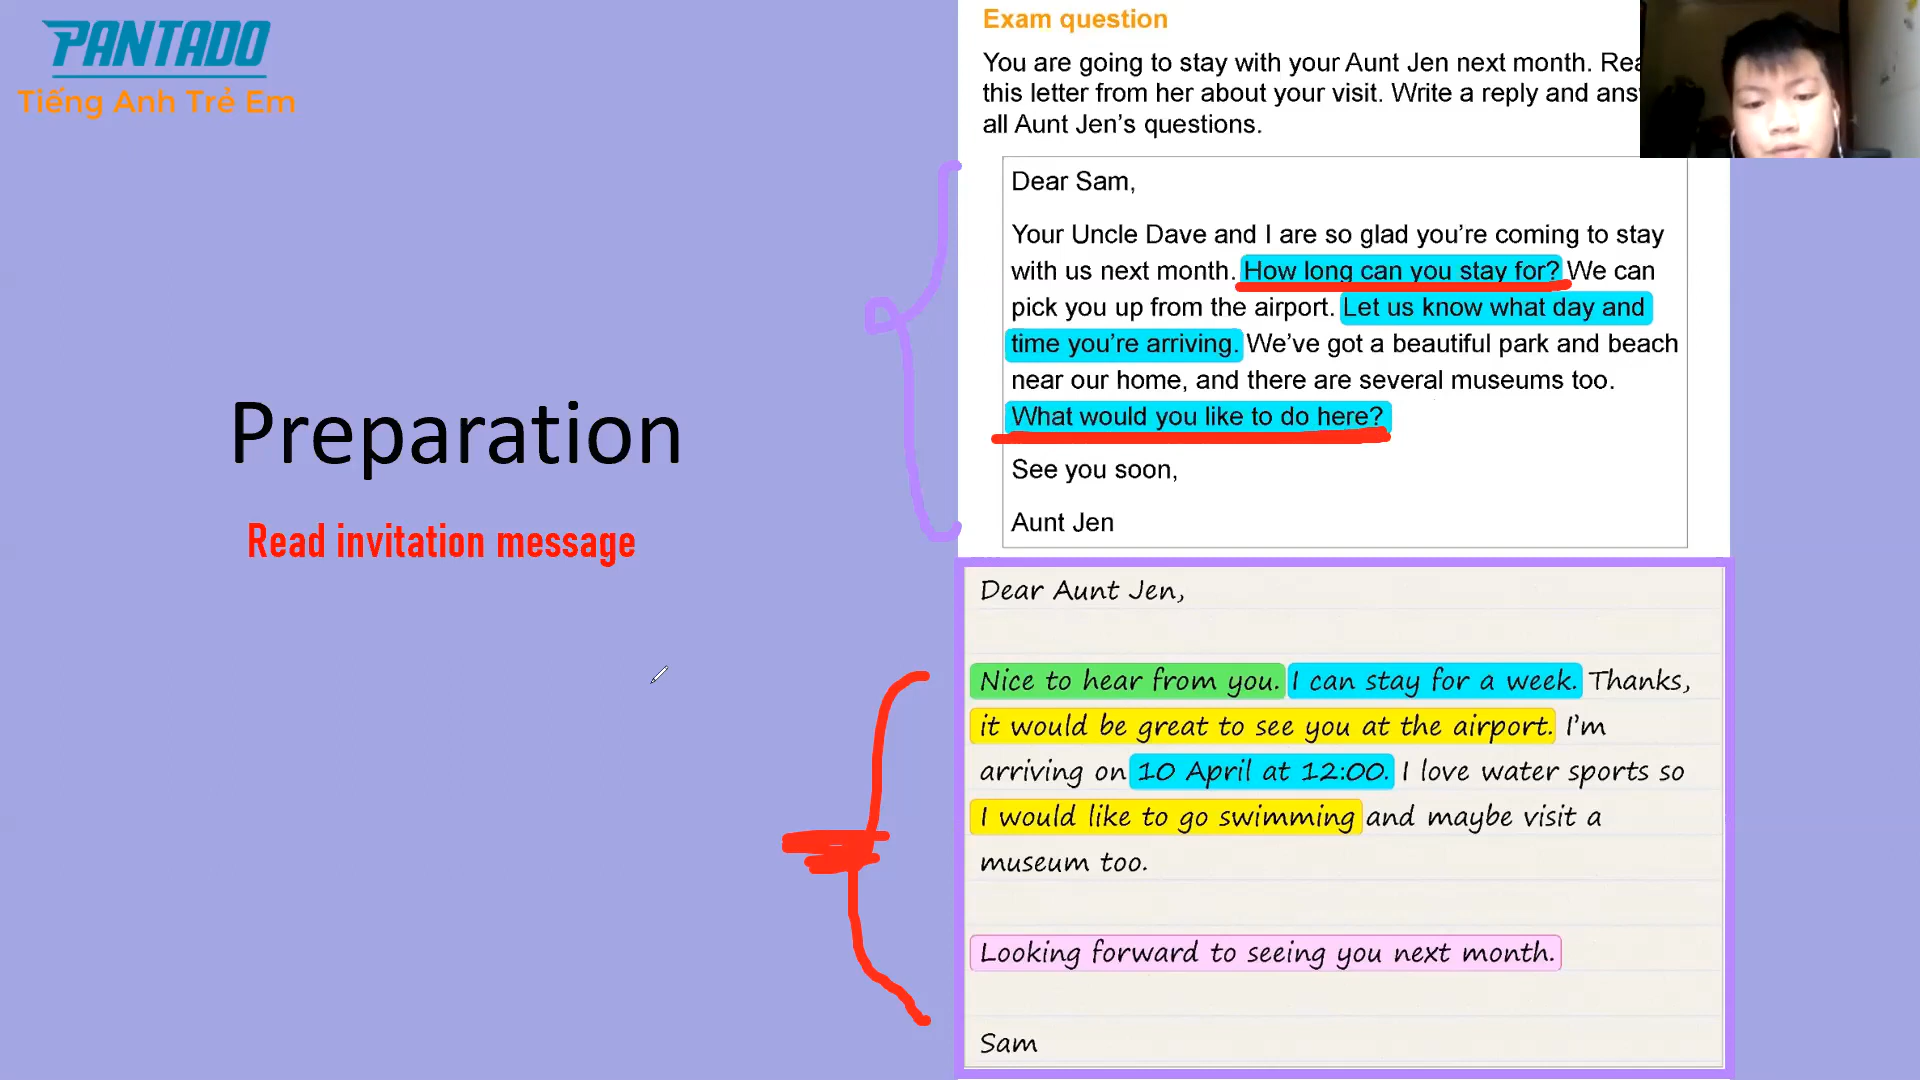 PANTADO
Tiếng Anh Trẻ Em
Preparation
Read invitation message
Exam question
You are going to stay with your Aunt Jen next month.
this letter from her about your visit. Write a reply and
all Aunt Jen's questions.
Dear Sam,
Your Uncle Dave and I are so glad you're coming to stay
with us next month. How long can you stay for? We can
pick you up from the airport. Let us know what day and
time you're arriving. We've got a beautiful park and beach
near our home, and there are several museums too.
What would you like to do here?
See you soon,
Aunt Jen
Dear Aunt Jen,
Nice to hear from you. I can stay for a week. Thanks,
it would be great to see you at the airport. I'm
arriving on 10 April at 12:00. I love water sports so
I would like to go swimming and maybe visit a
museum too.
Looking forward to seeing you next month.
Sam